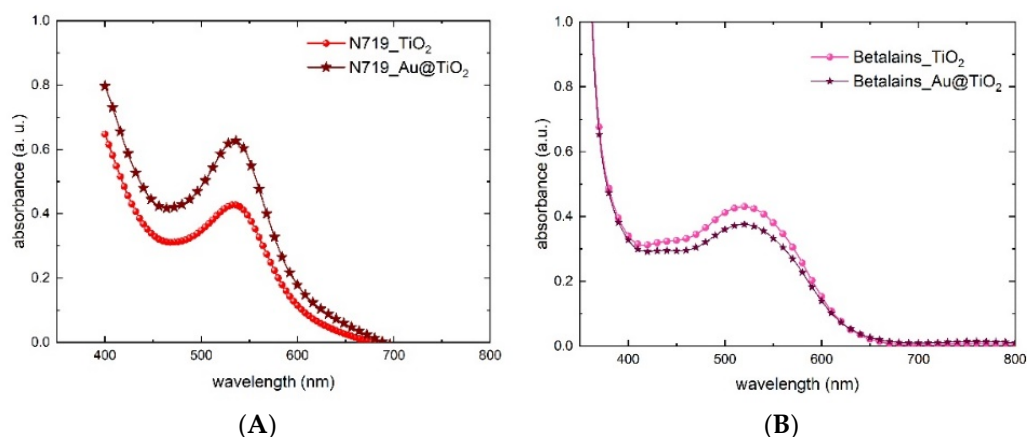 1.0
0.8
0.6
0.4
0.2
0.0
absorbance (a. u.)
400 500 600 700 800
wavelength (nm)
N719_TiO₂
N719_Au@TiO₂
(A)
1.0
0.8
0.6
0.4
0.2
0.0
absorbance (a.u.)
400 500 600 700 800
wavelength (nm)
Betalains_TiO₂
Betalains_Au@TiO₂
(B)